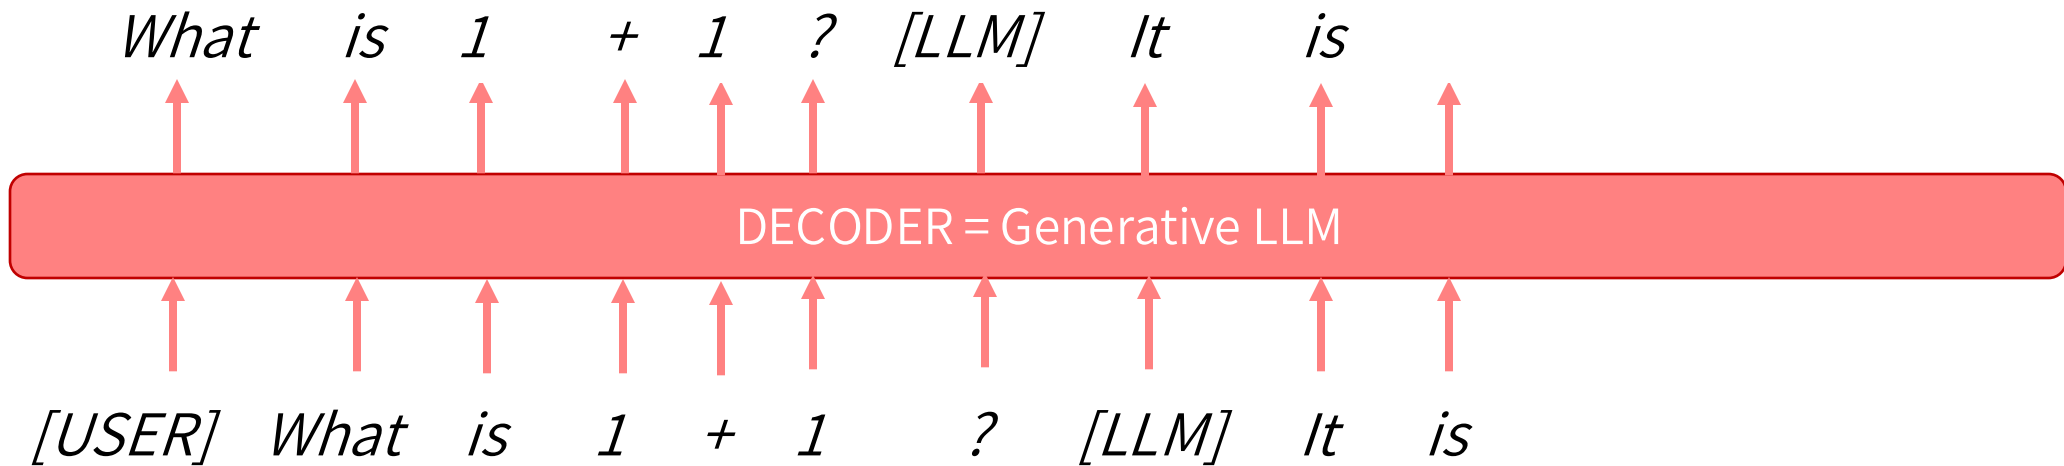 What is 1 + 1 ? [LLM] It is
DECODER = Generative LLM
[USER] What is 1 + 1 ? [LLM] It is